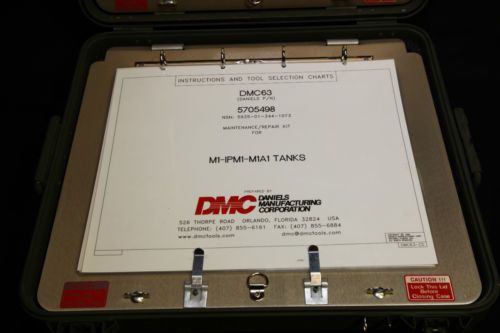 INSTRUCTIONS AND TOOL SELECTION CHARTS
DMC63
(DANIELS P/N)
5705498
NSN: 5935-01-344-1073
MAINTENANCE/REPAIR KIT
FOR
M1-IPM1-M1A1 TANKS
PREPARED BY
DMC DANIELS
MANUFACTURING
CORPORATION
526 THORPE ROAD ORLANDO, FLORIDA 32824 USA
TELEPHONE: (407) 855-6161 FAX: (407) 855-6884
www.dmctools.com dmc@dmctools.com
CAUTION !!!
Lock This Lid
Before
Closing Case